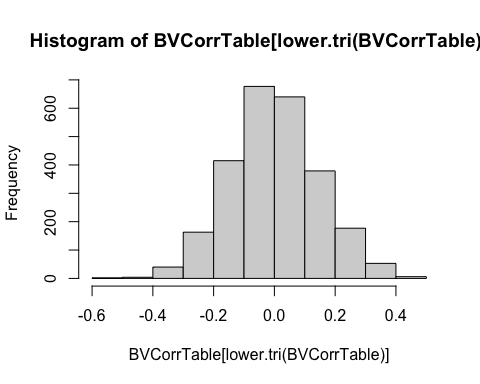 Histogram of BVCorrTable[lower.tri(BVCorrTable)
Frequency
600
400
200
0
-0.6 -0.4 -0.2 0.0 0.2 0.4
BVCorrTable[lower.tri(BVCorrTable)]